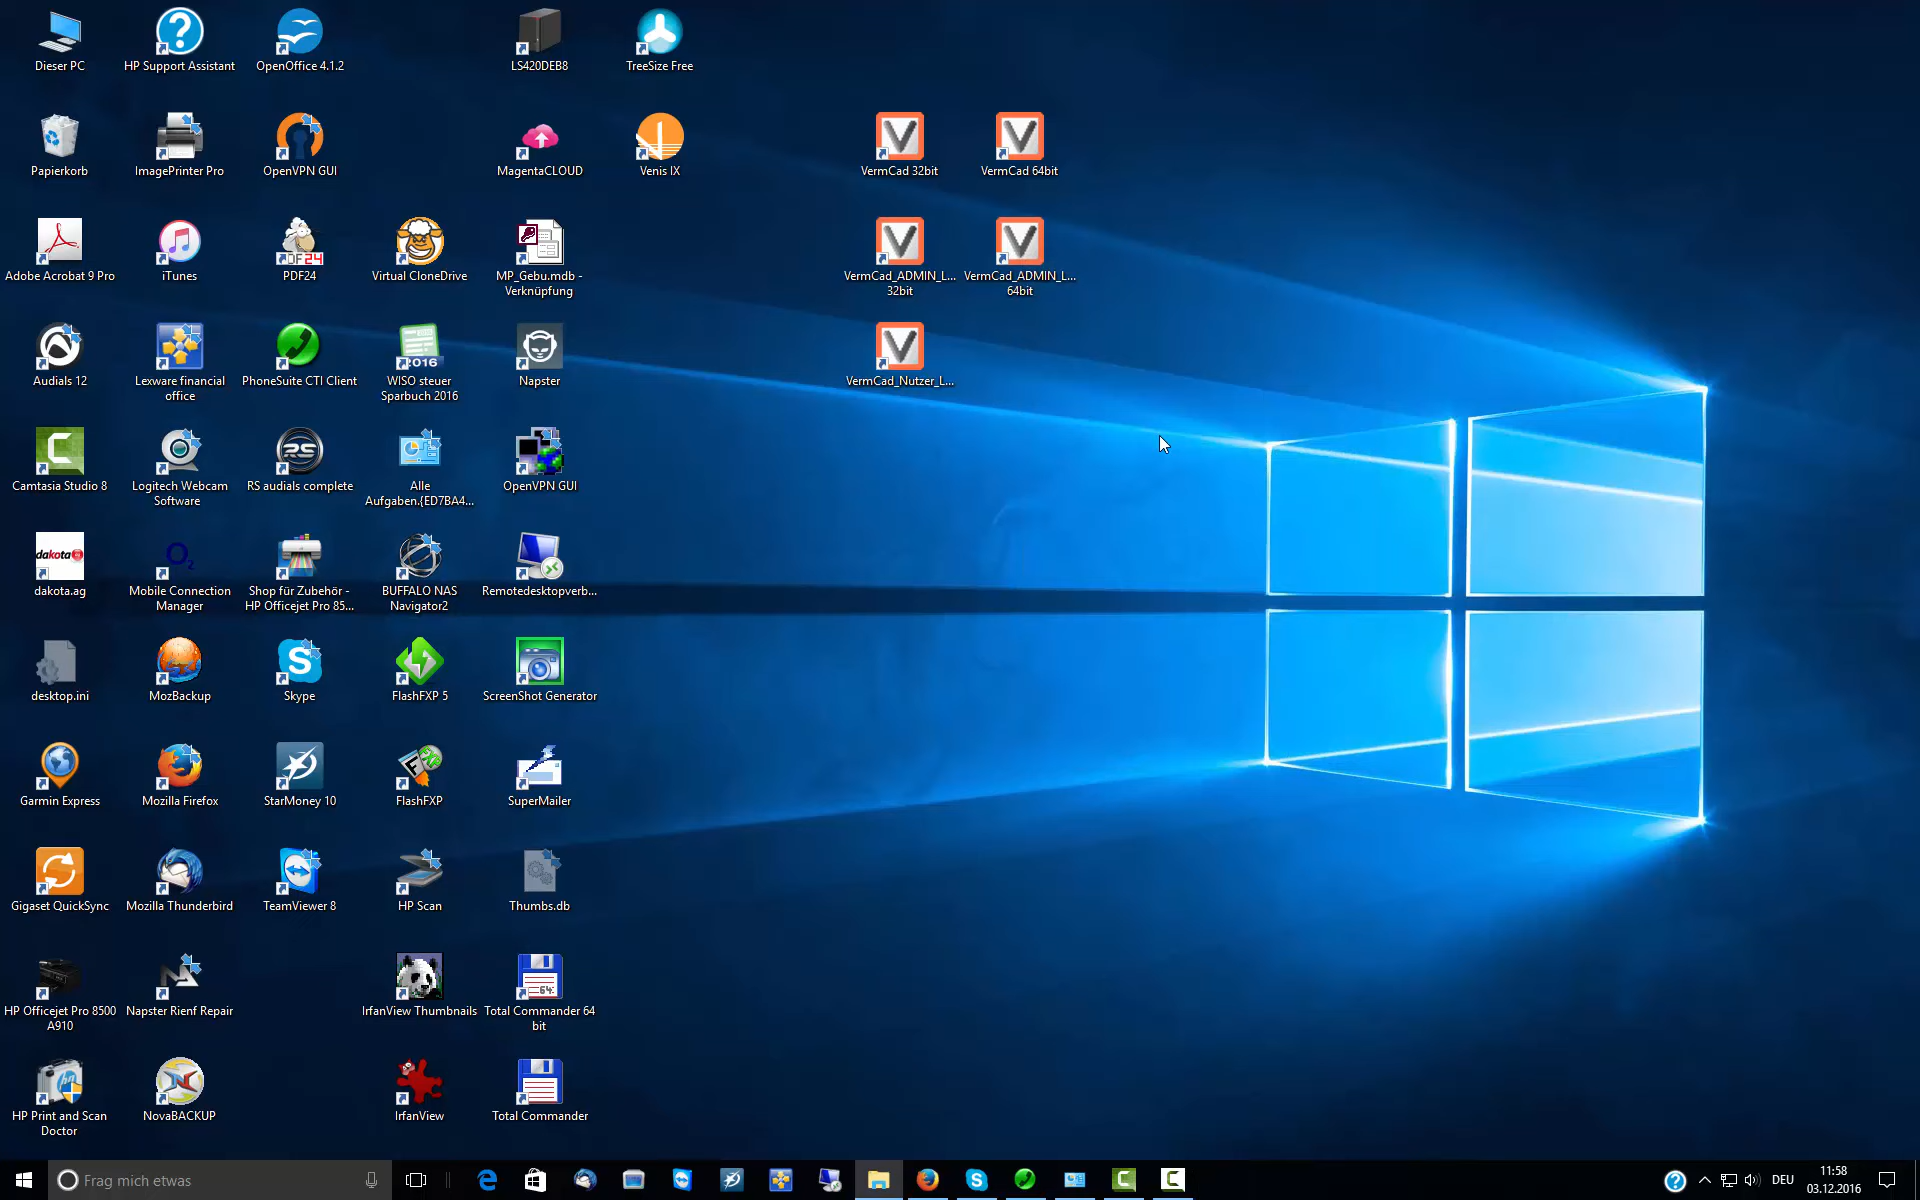 Dieser PC
HP Support Assistant
OpenOffice 4.1.2
LS420DEB8
TreeSize Free
Papierkorb
ImagePrinter Pro
OpenVPN GUI
MagentaCLOUD
Venis IX
VermCad 32bit
VermCad 64bit
Adobe Acrobat 9 Pro
iTunes
PDF24
Virtual CloneDrive
MP_Gebu.mdb -
Verknüpfung
VermCad_ADMIN_L...
32bit
VermCad_ADMIN_L...
64bit
2016
Audials 12
Lexware financial
office
PhoneSuite CTI Client
WISO steuer
Sparbuch 2016
Napster
VermCad_Nutzer_L...
Camtasia Studio 8
Logitech Webcam
Software
RS audials complete
Alle
Aufgaben.{ED7BA4...
OpenVPN GUI
dakota
dakota.ag
Mobile Connection
Manager
Shop für Zubehör -
HP Officejet Pro 85...
BUFFALO NAS
Navigator2
Remotedesktopverb...
desktop.ini
MozBackup
Skype
FlashFXP 5
ScreenShot Generator
Garmin Express
Mozilla Firefox
StarMoney 10
FlashFXP
SuperMailer
Gigaset QuickSync
Mozilla Thunderbird
TeamViewer 8
HP Scan
Thumbs.db
HP Officejet Pro 8500
A910
Napster Rienf Repair
IrfanView Thumbnails
Total Commander 64
bit
HP Print and Scan
Doctor
NovaBACKUP
IrfanView
Total Commander
Frag mich etwas
DEU
11:58
03.12.2016